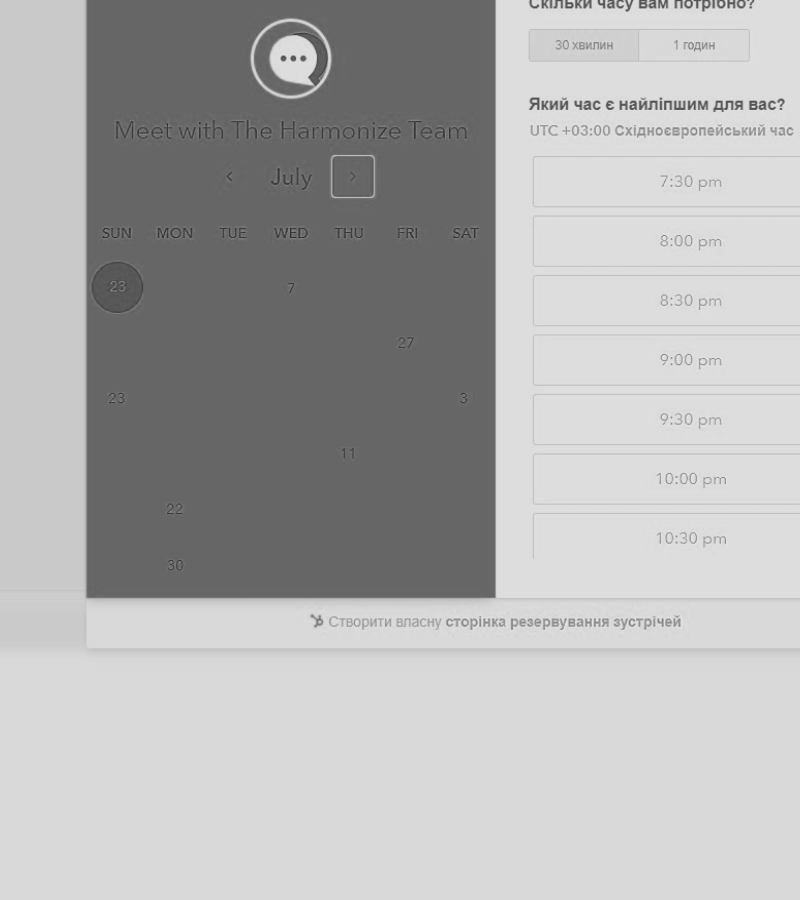 Скільки часу вам потрібно?
30 хвилин 1 годин
Meet with The Harmonize Team
July
SUN MON TUE WED THU FRI SAT
23 7
27
23 3
11
22
30
Який час є найліпшим для вас?
UTC +03:00 Східноєвропейський час
7:30 pm
8:00 pm
8:30 pm
9:00 pm
9:30 pm
10:00 pm
10:30 pm
Створити власну сторінка резервування зустрічей